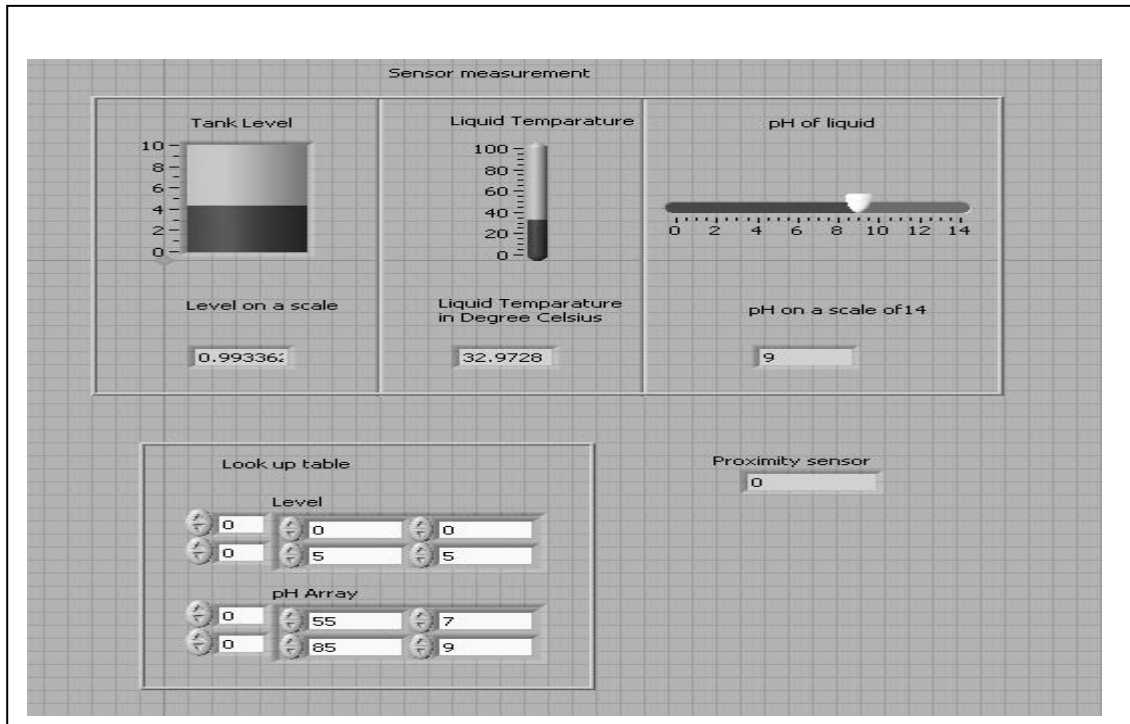 Sensor measurement
Tank Level
10
8
6
4
2
0
Level on a scale
0.993362
Liquid Temparature
100
80
60
40
20
0
Liquid Temparature
in Degree Celsius
32.9728
pH of liquid
0 2 4 6 8 10 12 14
pH on a scale of14
9
Look up table
Level
0 0 0
0 5 5
pH Array
0 55 7
0 85 9
Proximity sensor
0